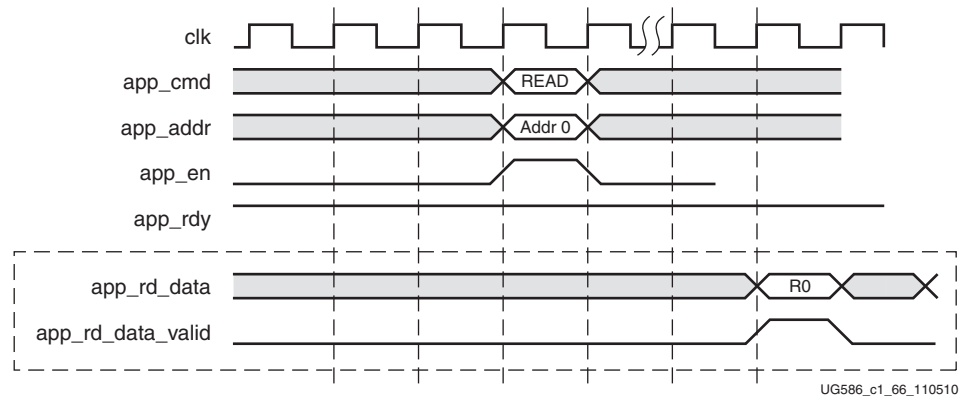 clk
app_cmd READ
app_addr Addr 0
app_en
app_rdy
app_rd_data R0
app_rd_data_valid
UG586_c1_66_110510